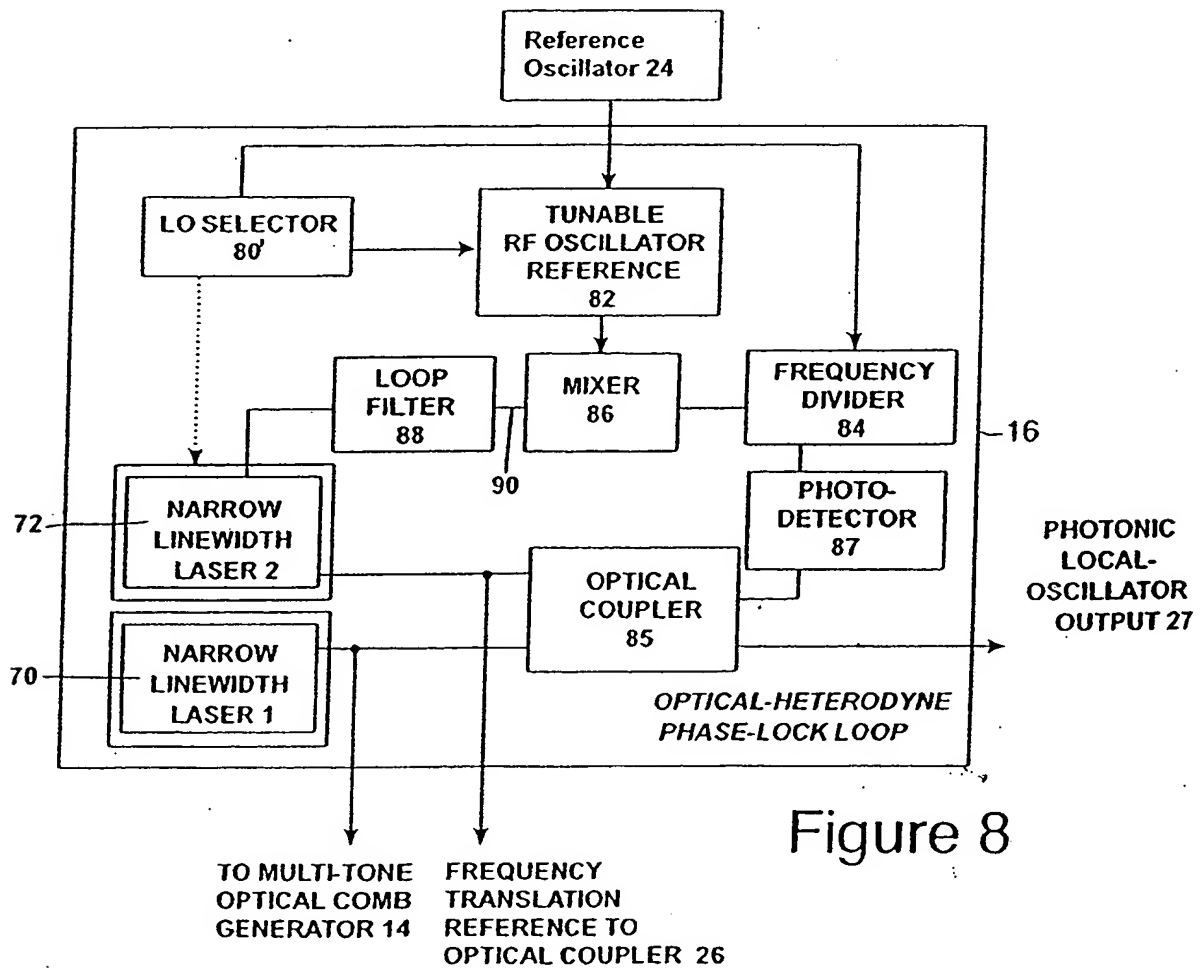 Reference
Oscillator 24
LO SELECTOR
80'
TUNABLE
RF OSCILLATOR
REFERENCE
82
LOOP
FILTER
88
MIXER
86
FREQUENCY
DIVIDER
84
16
90
72
NARROW
LINEWIDTH
LASER 2
PHOTO-
DETECTOR
87
OPTICAL
COUPLER
85
PHOTONIC
LOCAL-
OSCILLATOR
OUTPUT 27
70
NARROW
LINEWIDTH
LASER 1
OPTICAL-HETERODYNE
PHASE-LOCK LOOP
Figure 8
TO MULTI-TONE
OPTICAL COMB
GENERATOR 14
FREQUENCY
TRANSLATION
REFERENCE TO
OPTICAL COUPLER 26